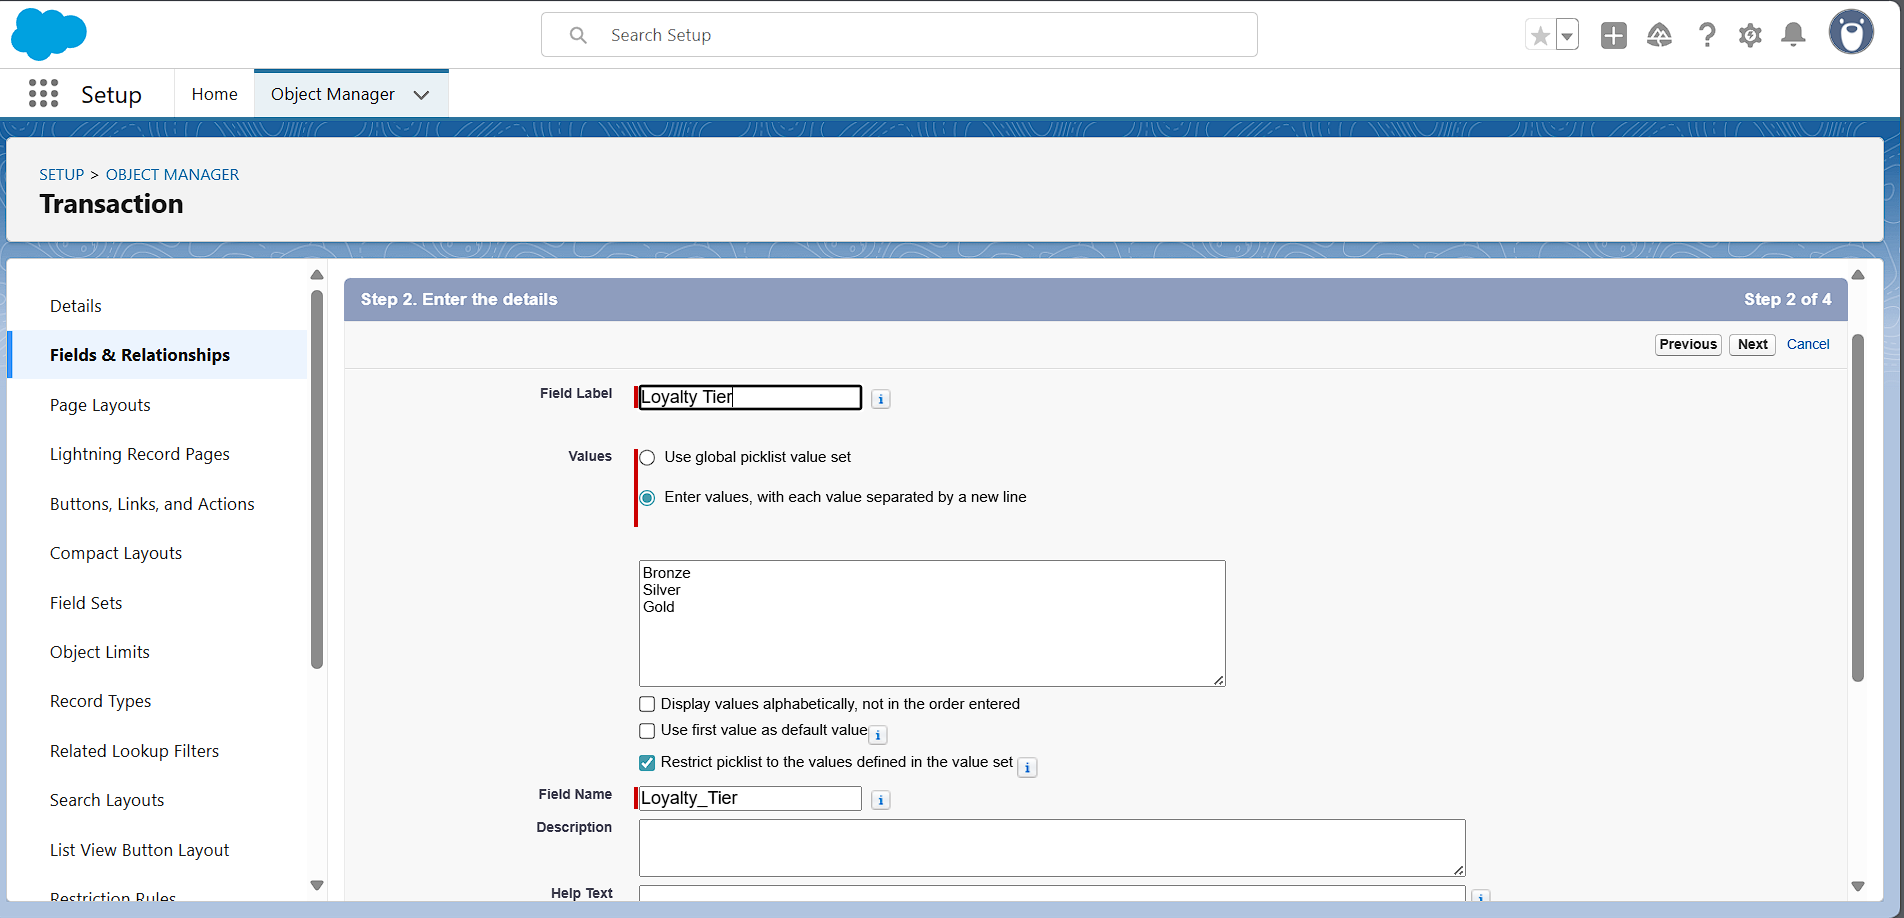 Search Setup
Setup
Home
Object Manager
SETUP > OBJECT MANAGER
Transaction
Details
Fields & Relationships
Page Layouts
Lightning Record Pages
Buttons, Links, and Actions
Compact Layouts
Field Sets
Object Limits
Record Types
Related Lookup Filters
Search Layouts
List View Button Layout
Restriction Rules
Step 2. Enter the details
Step 2 of 4
Previous
Next
Cancel
Field Label
Loyalty Tier
Values
Use global picklist value set
Enter values, with each value separated by a new line
Bronze
Silver
Gold
Display values alphabetically, not in the order entered
Use first value as default value
Restrict picklist to the values defined in the value set
Field Name
Loyalty_Tier
Description
Help Text